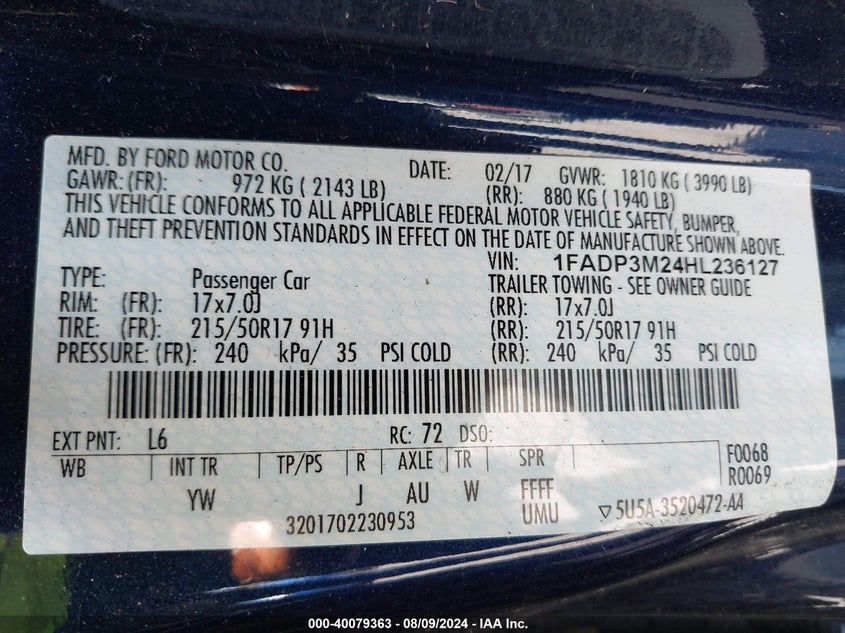 MFD. BY FORD MOTOR CO. DATE: 02/17 GVWR: 1810 KG ( 3990 LB)
GAWR: (FR): 972 KG ( 2143 LB) (RR): 880 KG ( 1940 LB)
THIS VEHICLE CONFORMS TO ALL APPLICABLE FEDERAL MOTOR VEHICLE SAFETY, BUMPER,
AND THEFT PREVENTION STANDARDS IN EFFECT ON THE DATE OF MANUFACTURE SHOWN ABOVE.
VIN: 1FADP3M24HL236127
TYPE: Passenger Car TRAILER TOWING - SEE OWNER GUIDE
RIM: (FR): 17x7.0J (RR): 17x7.0J
TIRE: (FR): 215/50R17 91H (RR): 215/50R17 91H
PRESSURE: (FR): 240 kPa/ 35 PSI COLD (RR): 240 kPa/ 35 PSI COLD
EXT PNT: L6 RC: 72 DSO:
WB INT TR TP/PS R AXLE TR SPR F0068
R0069
YW J AU W FFFF
3201702230953 UMU ▽ 5U5A-3520472-AA
000-40079363 - 08/09/2024 - IAA Inc.